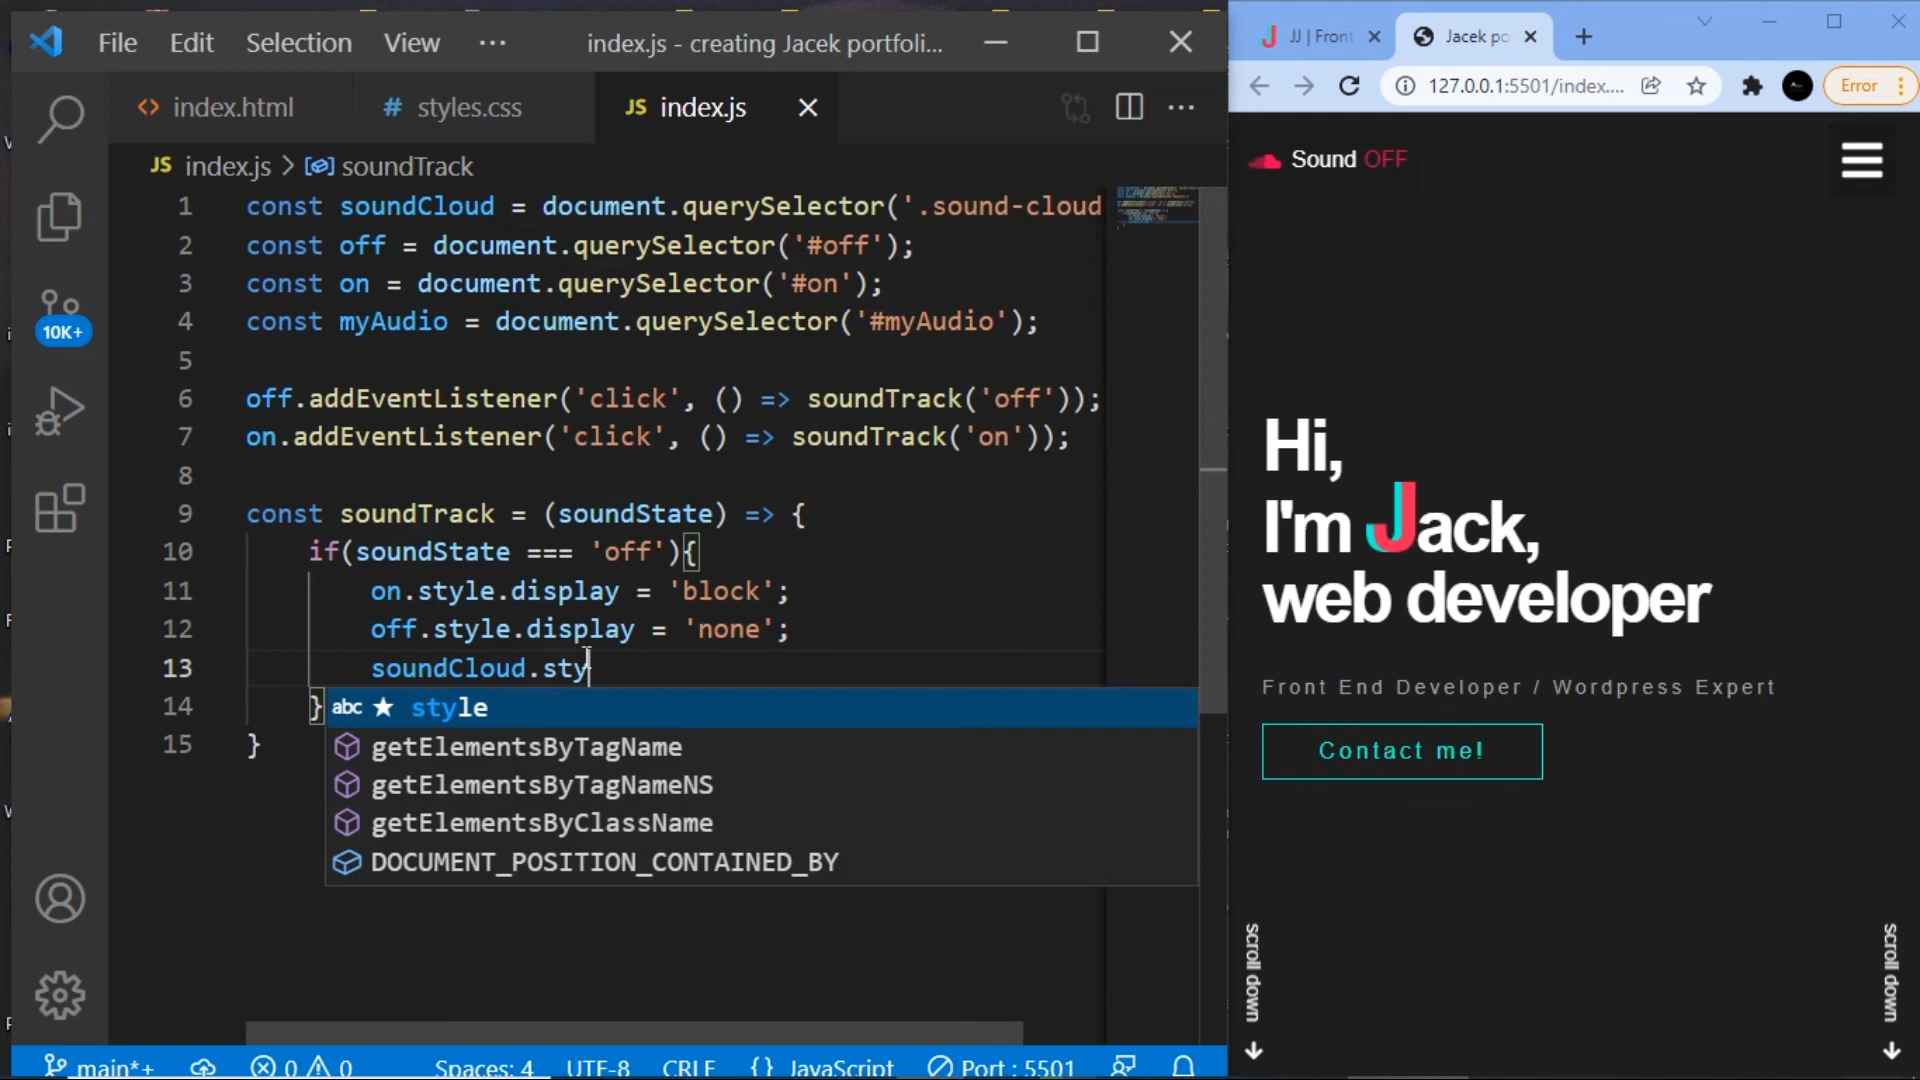 File Edit Selection View ··· index.js - creating Jacek portfoli...
index.html styles.css JS index.js
JS index.js > soundTrack
1 const soundCloud = document.querySelector('.sound-cloud
2 const off = document.querySelector('#off');
3 const on = document.querySelector('#on');
4 const myAudio = document.querySelector('#myAudio');
5
6 off.addEventListener('click', () => soundTrack('off'));
7 on.addEventListener('click', () => soundTrack('on'));
8
9 const soundTrack = (soundState) => {
10 if(soundState === 'off'){
11 on.style.display = 'block';
12 off.style.display = 'none';
13 soundCloud.sty
14 }
15 }
abc ★ style
getElementsByTagName
getElementsByTagNameNS
getElementsByClassName
DOCUMENT_POSITION_CONTAINED_BY
10K+
main*+ 0 0 Spaces: 4 UTF-8 CRLF {} JavaScript Port : 5501
JJ | Front Jacek po
127.0.0.1:5501/index.... Error
Sound OFF
Hi,
I'm Jack,
web developer
Front End Developer / Wordpress Expert
Contact me!
scroll down
scroll down